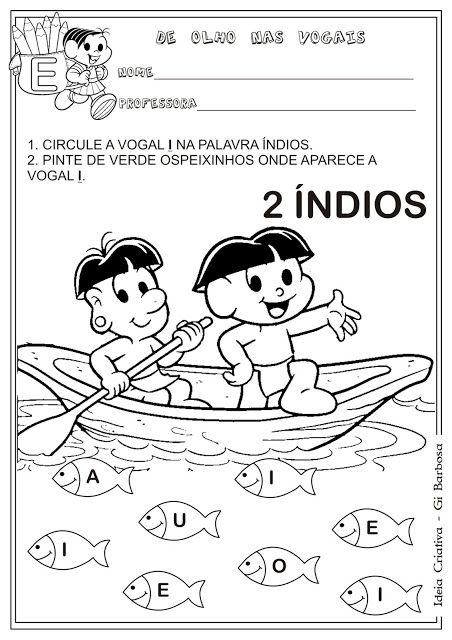 DE OLHO NAS VOGAIS
E
NOME
PROFESSORA
1. CIRCULE A VOGAL I NA PALAVRA ÍNDIOS.
2. PINTE DE VERDE OSPEIXINHOS ONDE APARECE A
VOGAL I.
2 ÍNDIOS
A
I
U
E
I
O
E
I
Ideia Criativa - Gi Barbosa